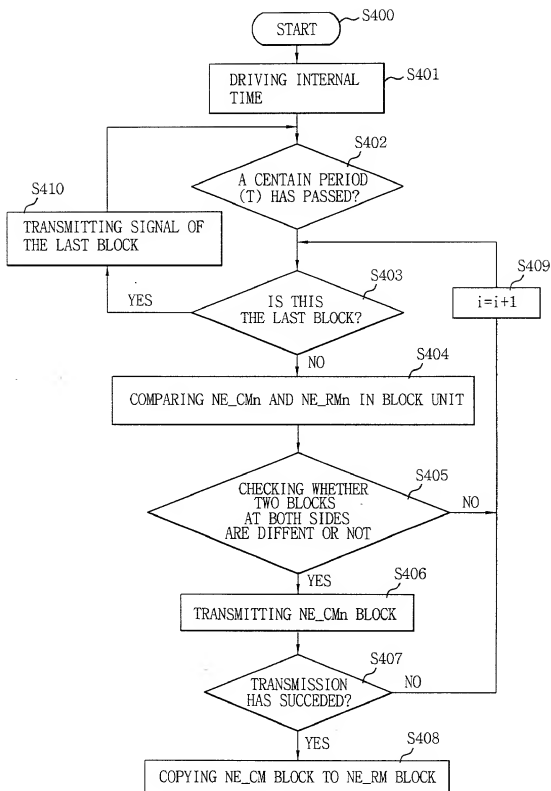 S400
START
DRIVING INTERNAL
TIME
S401
S402
A CENTAIN PERIOD
(T) HAS PASSED?
S410
TRANSMITTING SIGNAL OF
THE LAST BLOCK
S403
IS THIS
THE LAST BLOCK?
YES
S409
i=i+1
NO
S404
COMPARING NE_CMn AND NE_RMn IN BLOCK UNIT
S405
CHECKING WHETHER
TWO BLOCKS
AT BOTH SIDES
ARE DIFFENT OR NOT
NO
YES
S406
TRANSMITTING NE_CMn BLOCK
S407
TRANSMISSION
HAS SUCCEDED?
NO
YES
S408
COPYING NE_CM BLOCK TO NE_RM BLOCK